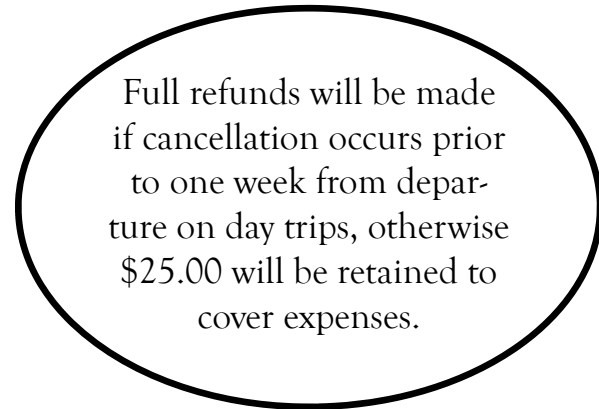 Full refunds will be made
if cancellation occurs prior
to one week from depar-
ture on day trips, otherwise
$25.00 will be retained to
cover expenses.